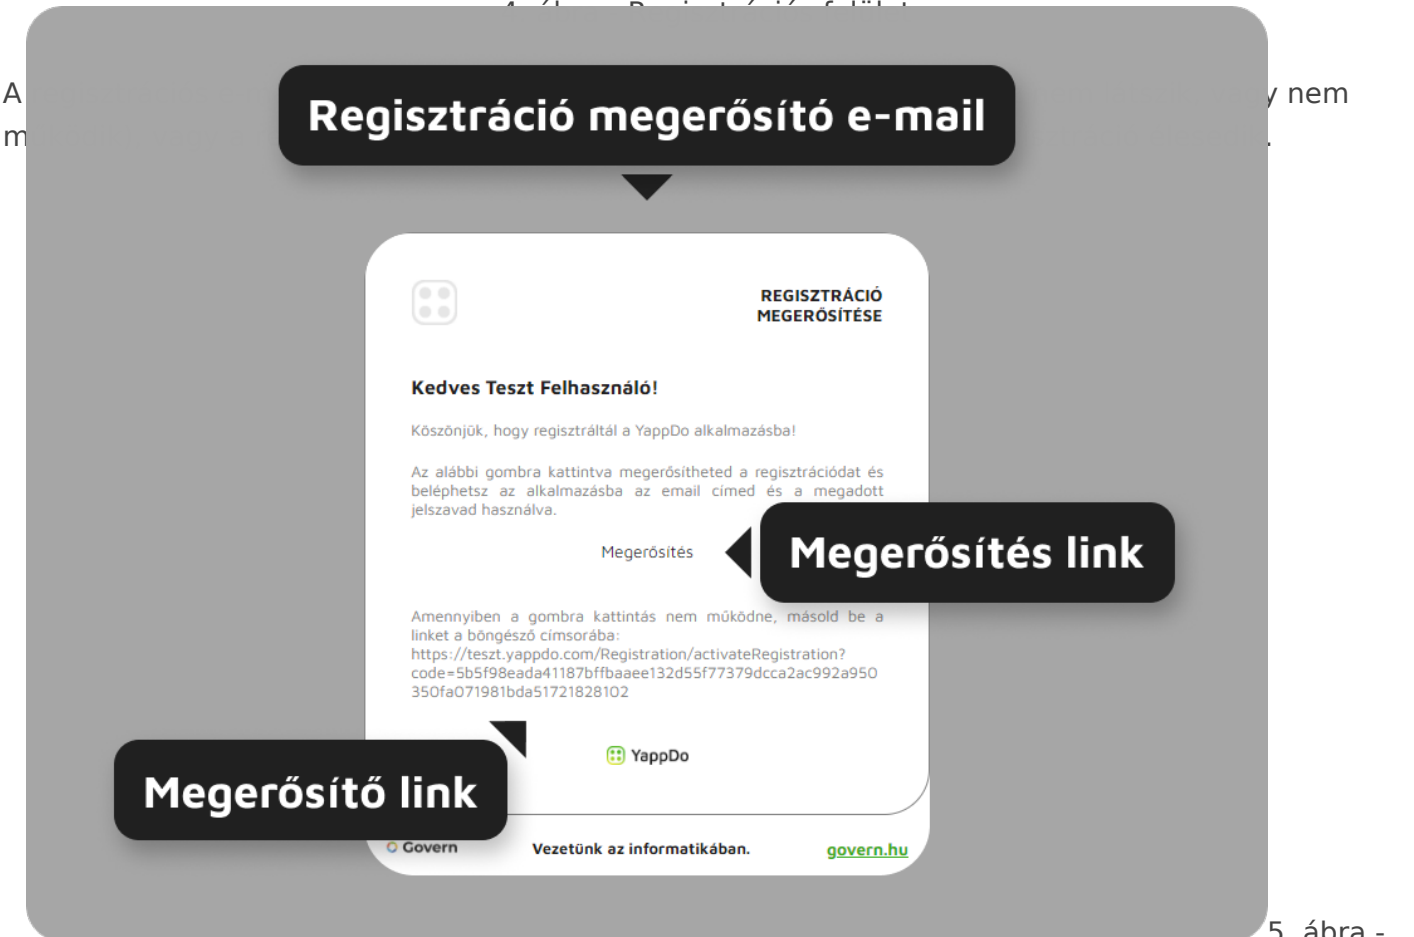 A
y nem
m
.
Regisztráció megerősító e-mail
REGISZTRÁCIÓ
MEGERŐSÍTÉSE
Kedves Teszt Felhasználó!
Köszönjük, hogy regisztráltál a YappDo alkalmazásba!
Az alábbi gombra kattintva megerősítheted a regisztrációdat és
beléphetsz az alkalmazásba az email címed és a megadott
jelszavad használva.
Megerősítés
Megerősítés link
Amennyiben a gombra kattintás nem működne, másold be a
linket a böngésző címsorába:
https://teszt.yappdo.com/Registration/activateRegistration?
code=5b5f98eada41187bffbaaee132d55f77379dcca2ac992a950
350fa071981bda51721828102
YappDo
Megerősítő link
Govern
Vezetünk az informatikában.
govern.hu
5. ábra -